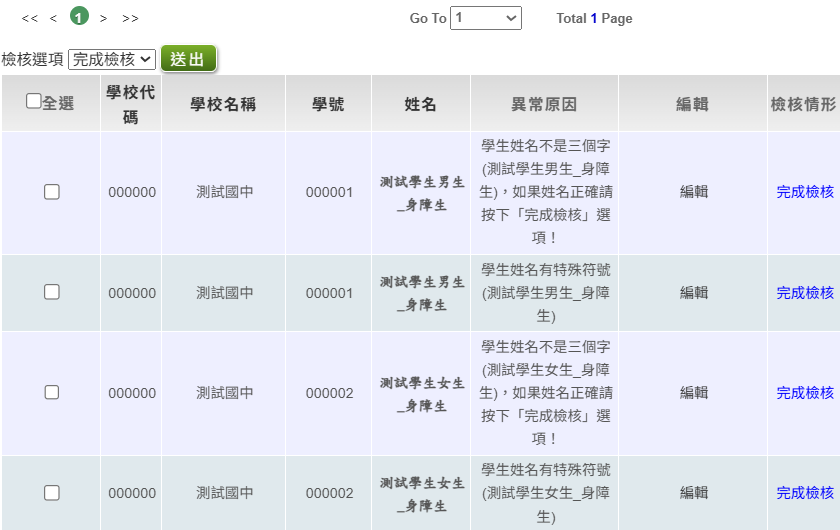 << < 1 > >> Go To 1 Total 1 Page
檢核選項 完成檢核 送出
全選 學校代碼 學校名稱 學號 姓名 異常原因 編輯 檢核情形
000000 測試國中 000001 測試學生男生_身障生 學生姓名不是三個字(測試學生男生_身障生)，如果姓名正確請按下「完成檢核」選項！ 編輯 完成檢核
000000 測試國中 000001 測試學生男生_身障生 學生姓名有特殊符號(測試學生男生_身障生) 編輯 完成檢核
000000 測試國中 000002 測試學生女生_身障生 學生姓名不是三個字(測試學生女生_身障生)，如果姓名正確請按下「完成檢核」選項！ 編輯 完成檢核
000000 測試國中 000002 測試學生女生_身障生 學生姓名有特殊符號(測試學生女生_身障生) 編輯 完成檢核